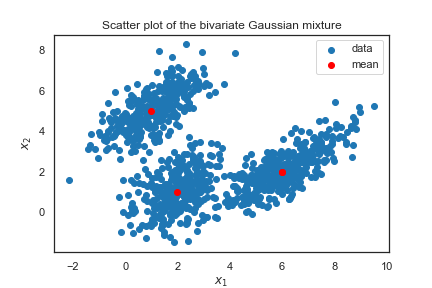 Scatter plot of the bivariate Gaussian mixture
data
mean
8
6
4
2
0
x₂
−2 0 2 4 6 8 10
x₁